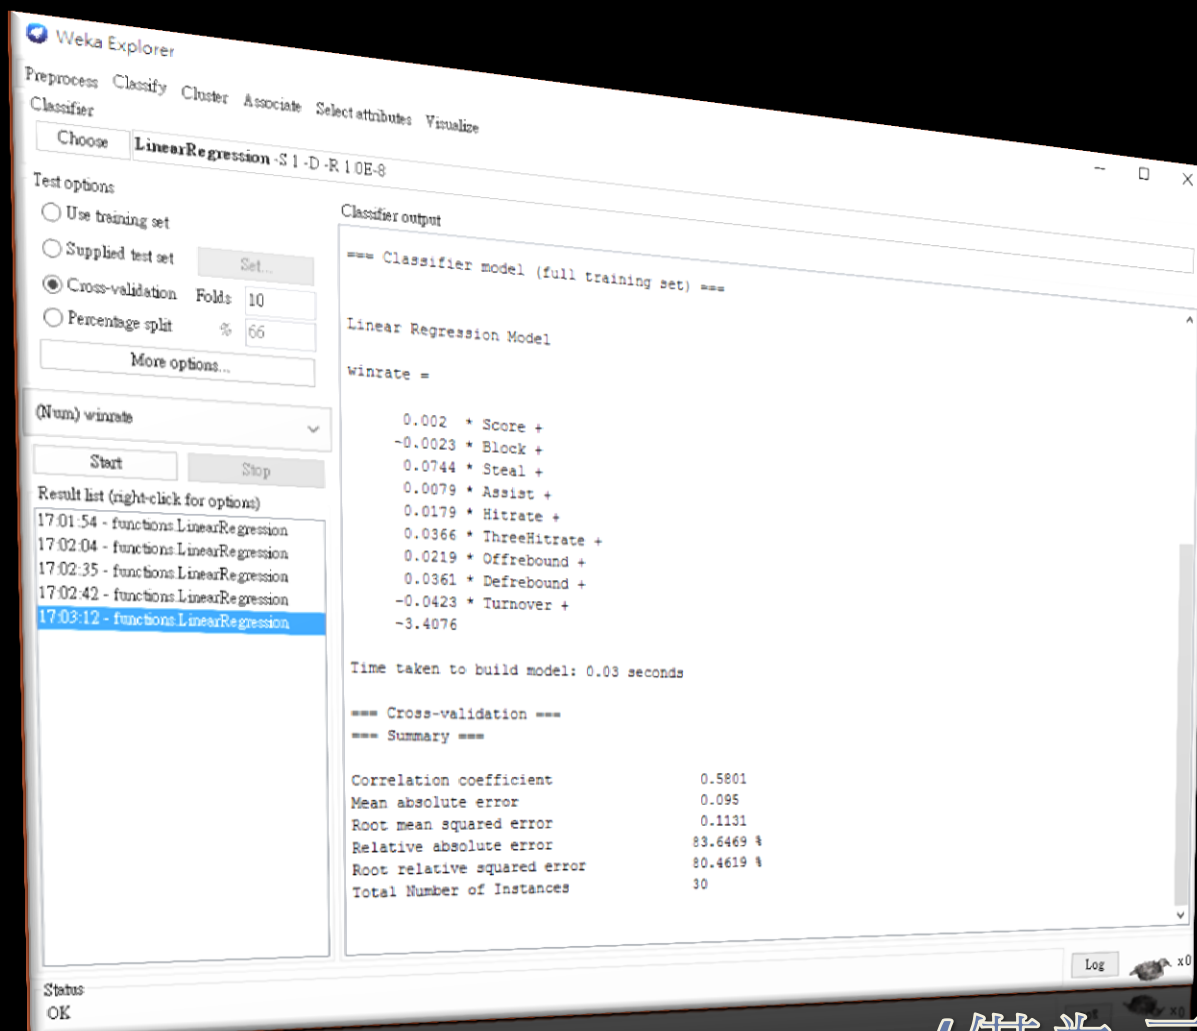 Weka Explorer
Preprocess Classify Cluster Associate Select attributes Visualize
Classifier
Choose LinearRegression -S 1 -D -R 1.0E-8
Test options
Use training set
Supplied test set Set...
Cross-validation Folds 10
Percentage split % 66
More options...
(Num) winrate
Start Stop
Result list (right-click for options)
17:01:54 - functions.LinearRegression
17:02:04 - functions.LinearRegression
17:02:35 - functions.LinearRegression
17:02:42 - functions.LinearRegression
17:03:12 - functions.LinearRegression
Classifier output
=== Classifier model (full training set) ===
Linear Regression Model
winrate =
0.002 * Score +
-0.0023 * Block +
0.0744 * Steal +
0.0079 * Assist +
0.0179 * Hitrate +
0.0366 * ThreeHitrate +
0.0219 * Offrebound +
0.0361 * Defrebound +
-0.0423 * Turnover +
-3.4076
Time taken to build model: 0.03 seconds
=== Cross-validation ===
=== Summary ===
Correlation coefficient 0.5801
Mean absolute error 0.095
Root mean squared error 0.1131
Relative absolute error 83.6469 %
Root relative squared error 80.4619 %
Total Number of Instances 30
Status
OK
Log x0